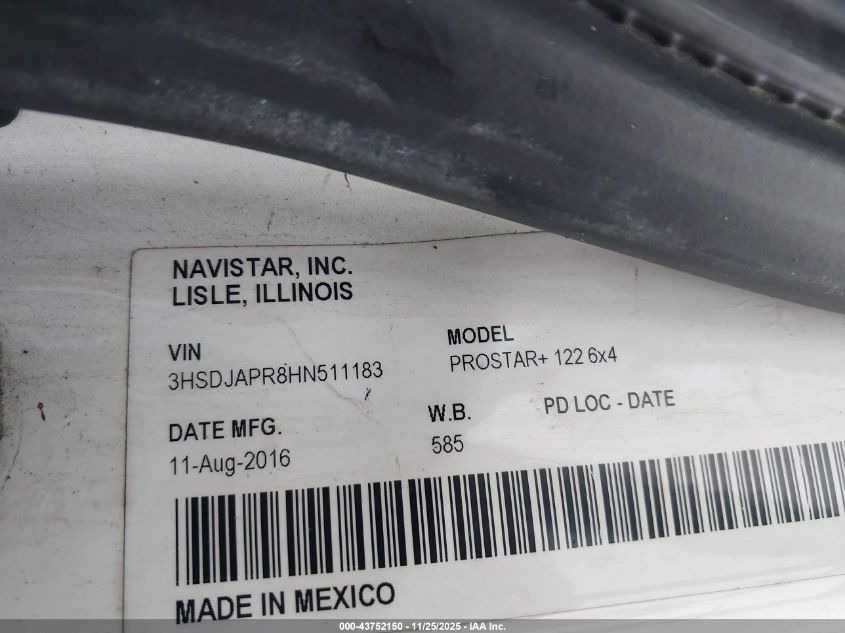 NAVISTAR, INC.
LISLE, ILLINOIS
VIN
3HSDJAPR8HN511183
MODEL
PROSTAR+ 122 6x4
DATE MFG.
11-Aug-2016
W.B.
585
PD LOC - DATE
MADE IN MEXICO
000-43752150 - 11/25/2025 - IAA Inc.